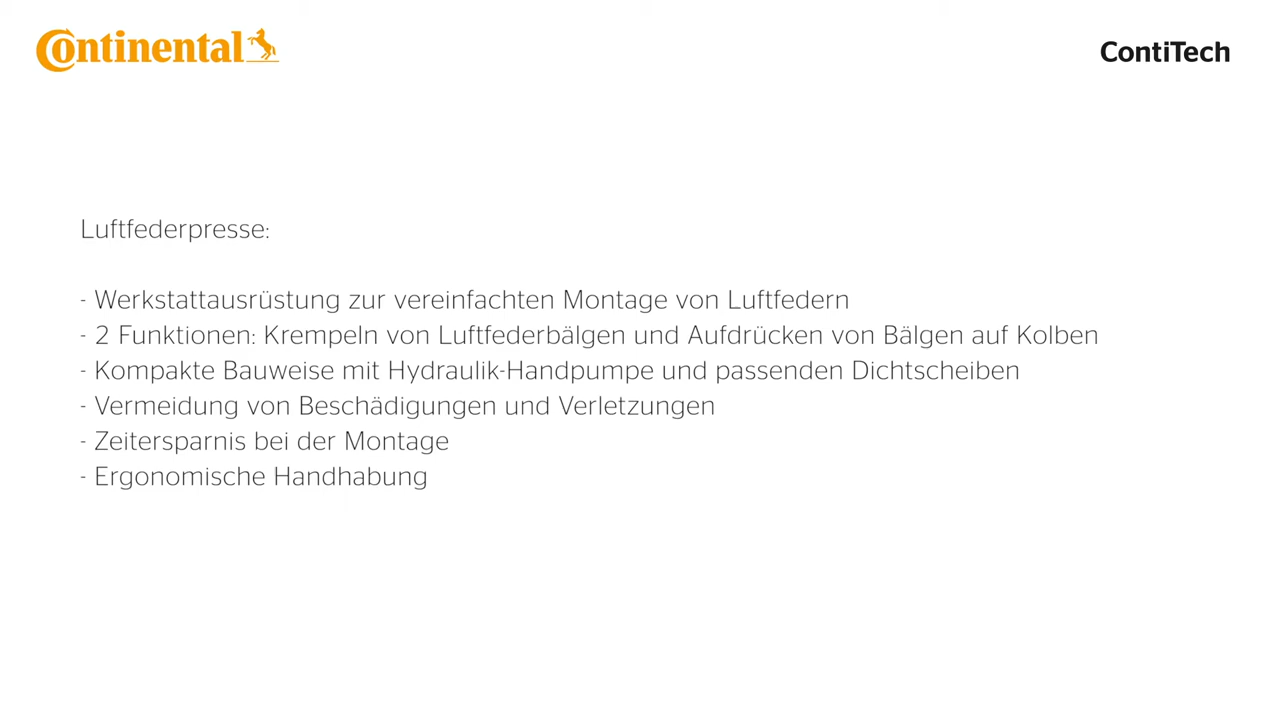 Continental
ContiTech
Luftfederpresse:
- Werkstattausrüstung zur vereinfachten Montage von Luftfedern
- 2 Funktionen: Krempeln von Luftfederbälgen und Aufdrücken von Bälgen auf Kolben
- Kompakte Bauweise mit Hydraulik-Handpumpe und passenden Dichtscheiben
- Vermeidung von Beschädigungen und Verletzungen
- Zeitersparnis bei der Montage
- Ergonomische Handhabung